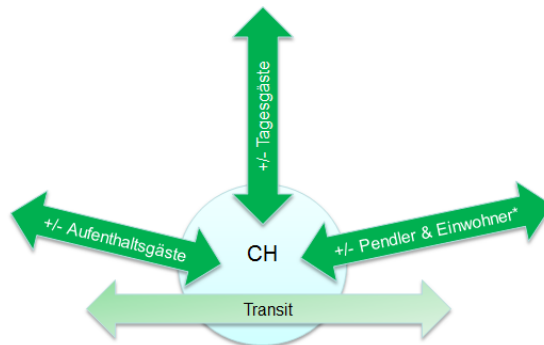 +/- Tagesgäste
+/- Aufenthaltsgäste
CH
+/- Pendler & Einwohner*
Transit